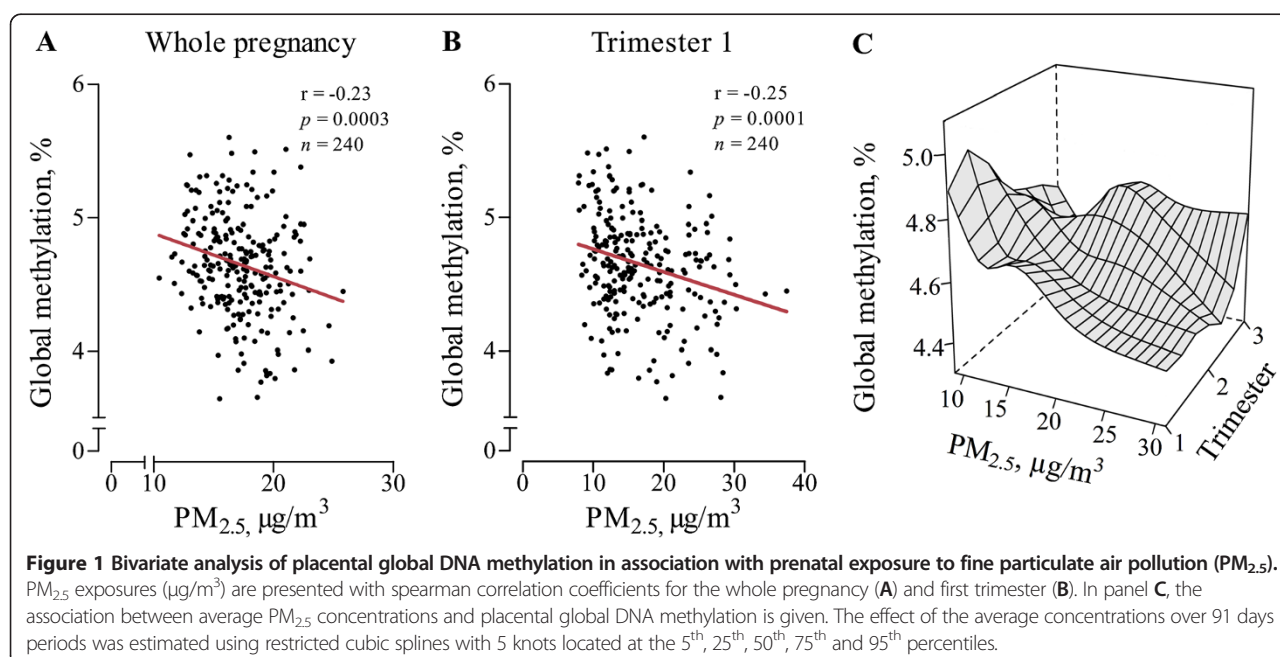 A
Whole pregnancy
r = -0.23
p = 0.0003
n = 240
Global methylation, %
6
5
4
0
0 10 20 30
PM2.5, µg/m³
B
Trimester 1
r = -0.25
p = 0.0001
n = 240
Global methylation, %
6
5
4
0
0 10 20 30 40
PM2.5, µg/m³
C
Global methylation, %
5.0
4.8
4.6
4.4
10 15 20 25 30
PM2.5, µg/m³
1 2 3
Trimester
Figure 1 Bivariate analysis of placental global DNA methylation in association with prenatal exposure to fine particulate air pollution (PM2.5).
PM2.5 exposures (µg/m³) are presented with spearman correlation coefficients for the whole pregnancy (A) and first trimester (B). In panel C, the
association between average PM2.5 concentrations and placental global DNA methylation is given. The effect of the average concentrations over 91 days
periods was estimated using restricted cubic splines with 5 knots located at the 5th, 25th, 50th, 75th and 95th percentiles.